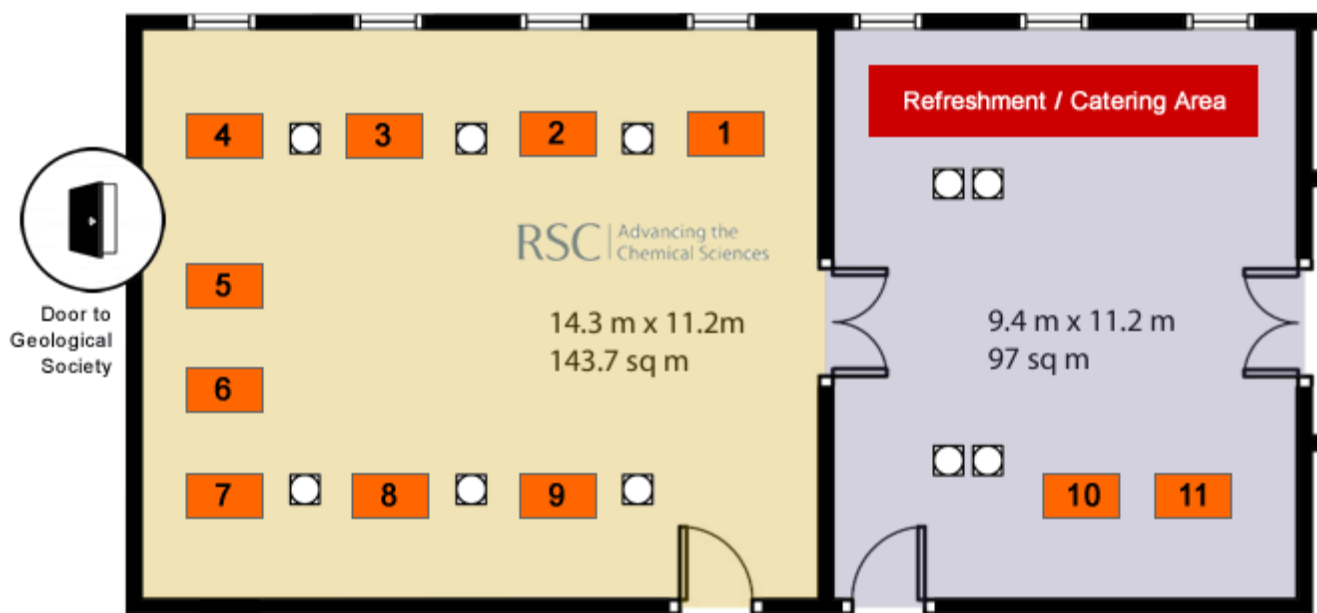 Refreshment / Catering Area
4
3
2
1
RSC
Advancing the
Chemical Sciences
Door to
Geological
Society
5
14.3 m x 11.2m
143.7 sq m
9.4 m x 11.2 m
97 sq m
6
7
8
9
10
11